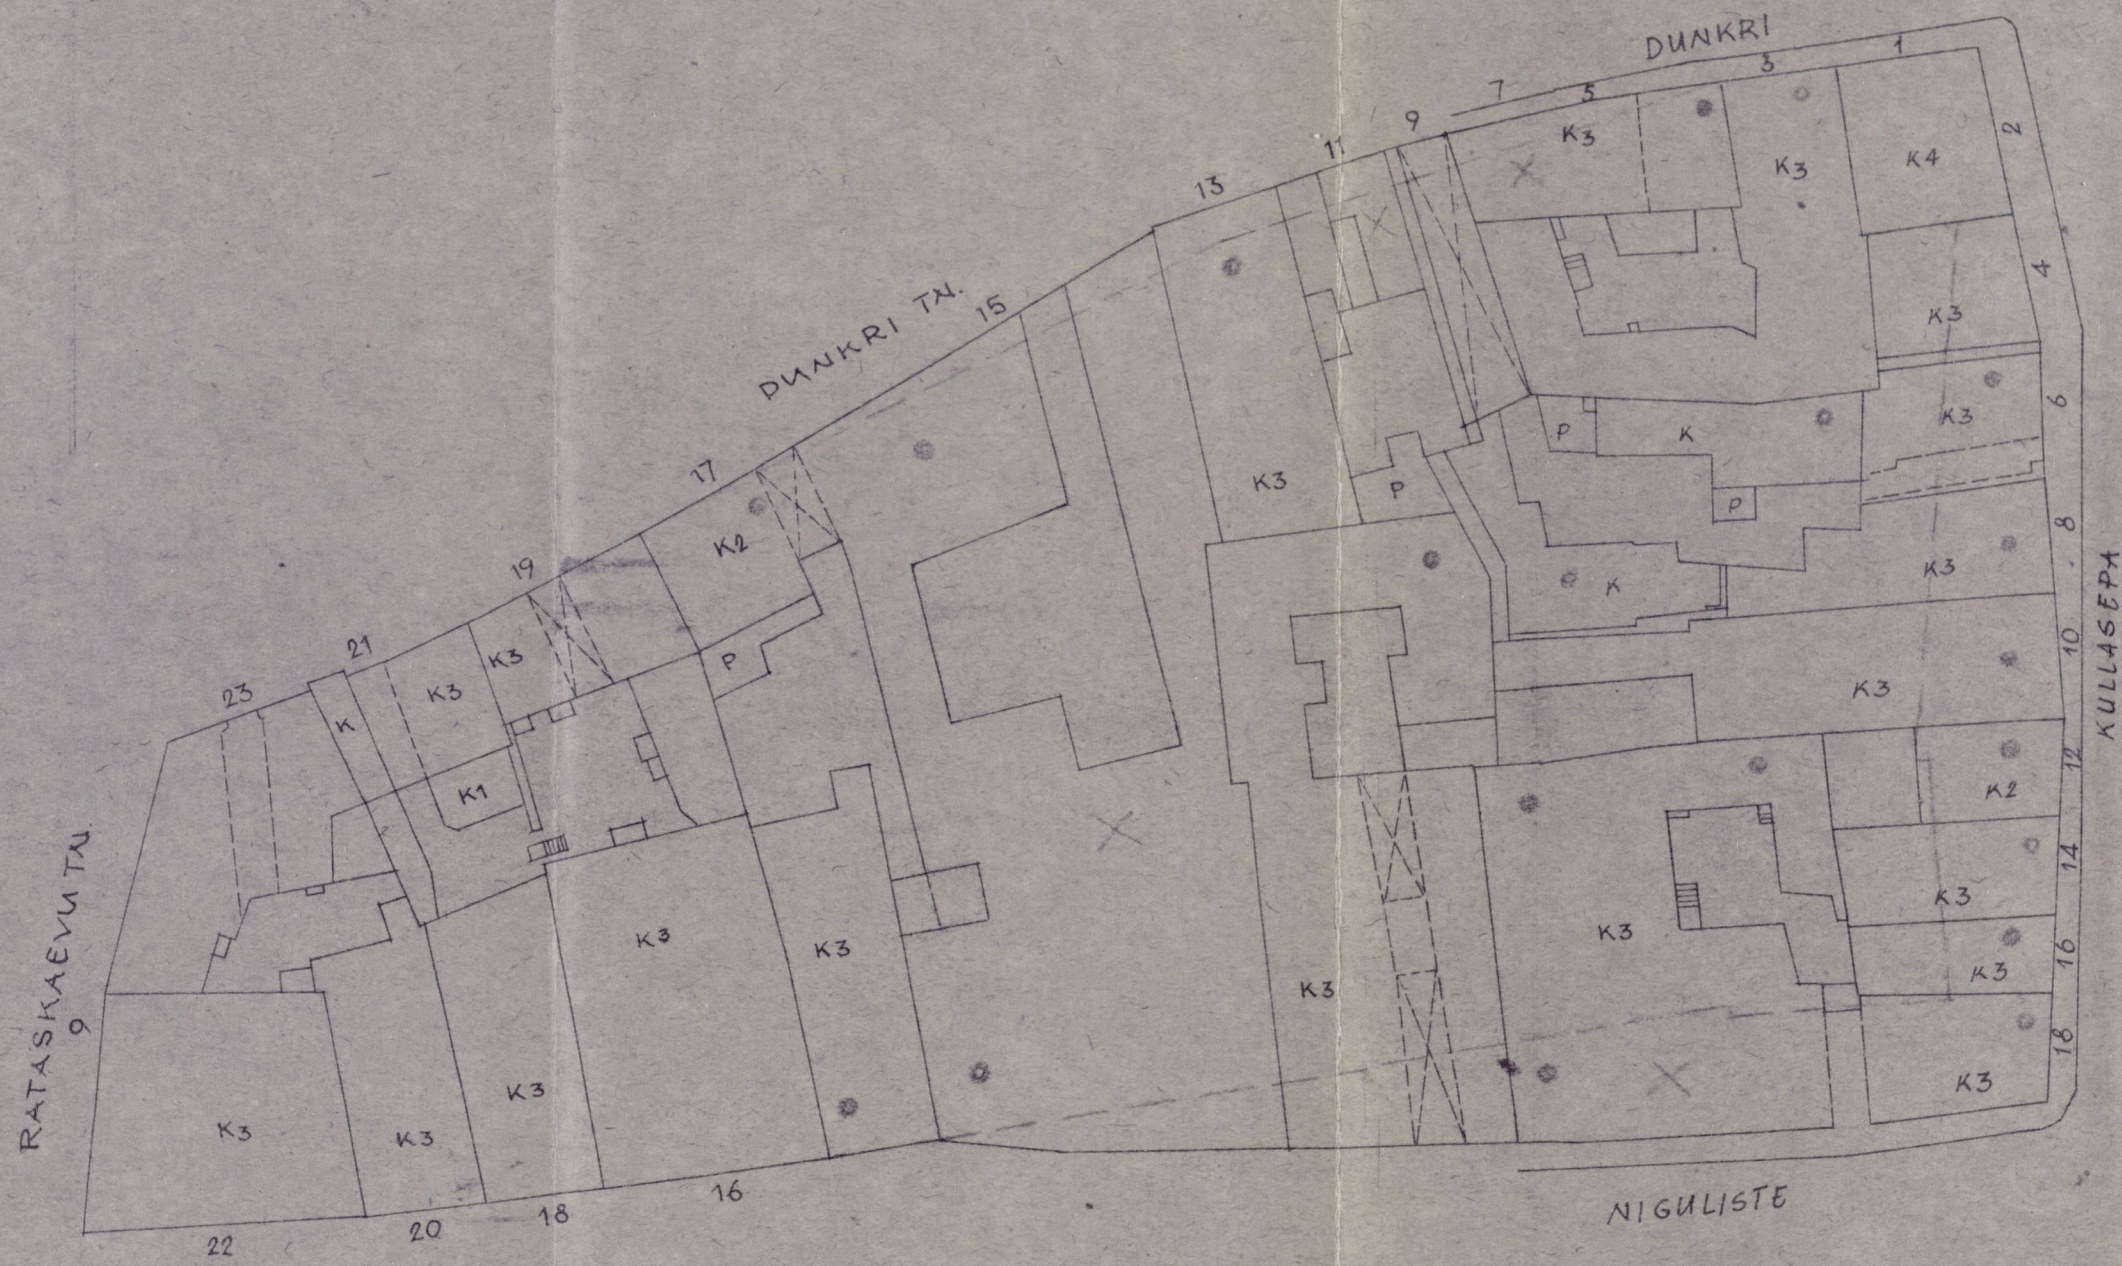 DUNKRI
1
3
5
7
9
11
13
DUNKRI TN.
15
17
19
21
23
2
4
6
8
10
12
14
16
18
KULLASEPA
K3
K3
K4
K3
K3
K3
P
K
P
K
K3
K3
P
K2
K3
K3
K
P
K1
K3
K2
K3
K3
K3
K3
K3
K3
K3
K3
K3
K3
RATASKAEVU TN.
9
22
20
18
16
NIGULISTE